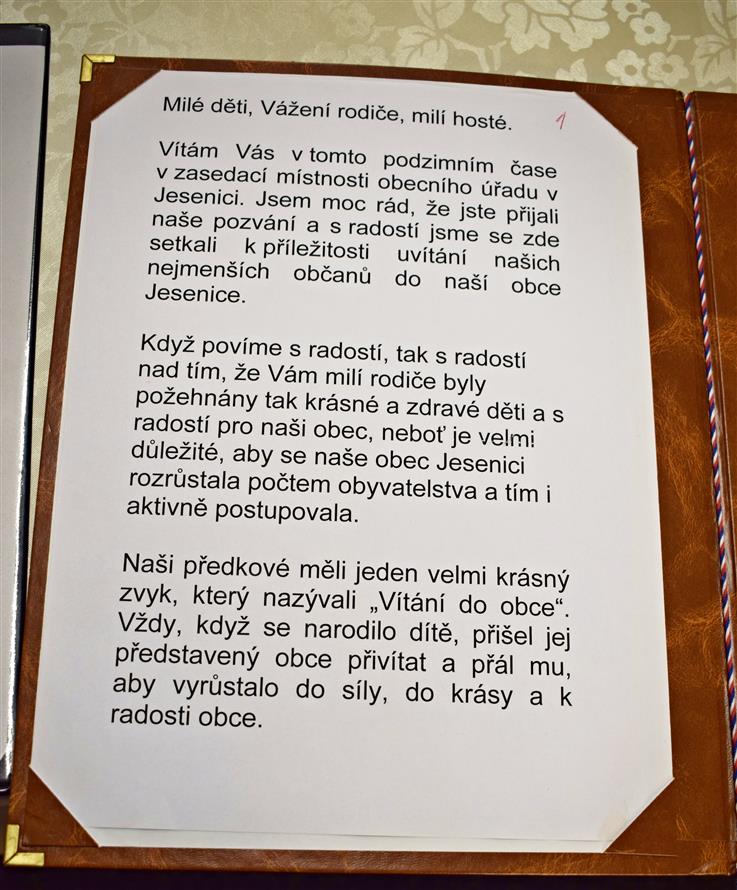 Milé děti, Vážení rodiče, milí hosté.
1
Vítám Vás v tomto podzimním čase
v zasedací místnosti obecního úřadu v
Jesenici. Jsem moc rád, že jste přijali
naše pozvání a s radostí jsme se zde
setkali k příležitosti uvítání našich
nejmenších občanů do naší obce
Jesenice.
Když povíme s radostí, tak s radostí
nad tím, že Vám milí rodiče byly
požehnány tak krásné a zdravé děti a s
radostí pro naši obec, neboť je velmi
důležité, aby se naše obec Jesenici
rozrůstala počtem obyvatelstva a tím i
aktivně postupovala.
Naši předkové měli jeden velmi krásný
zvyk, který nazývali „Vítání do obce“.
Vždy, když se narodilo dítě, přišel jej
představený obce přivítat a přál mu,
aby vyrůstalo do síly, do krásy a k
radosti obce.